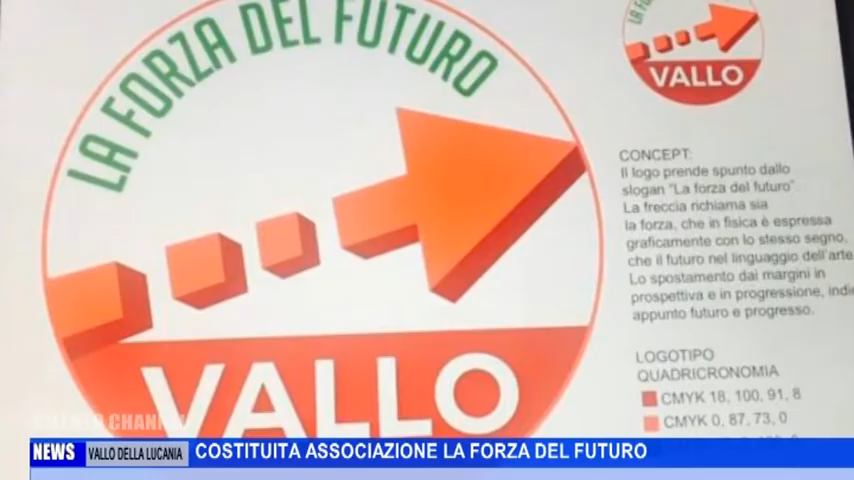 LA FORZA DEL FUTURO
VALLO
VALLO
CONCEPT:
Il logo prende spunto dallo
slogan "La forza del futuro".
La freccia richiama sia
la forza, che in fisica è espressa
graficamente con lo stesso segno,
che il futuro nel linguaggio dell'arte
Lo spostamento dai margini in
prospettiva e in progressione,
appunto futuro e progresso.
LOGOTIPO
QUADRICRONOMIA
CMYK 18, 100, 91, 8
CMYK 0, 87, 73, 0
NEWS VALLO DELLA LUCANIA COSTITUITA ASSOCIAZIONE LA FORZA DEL FUTURO